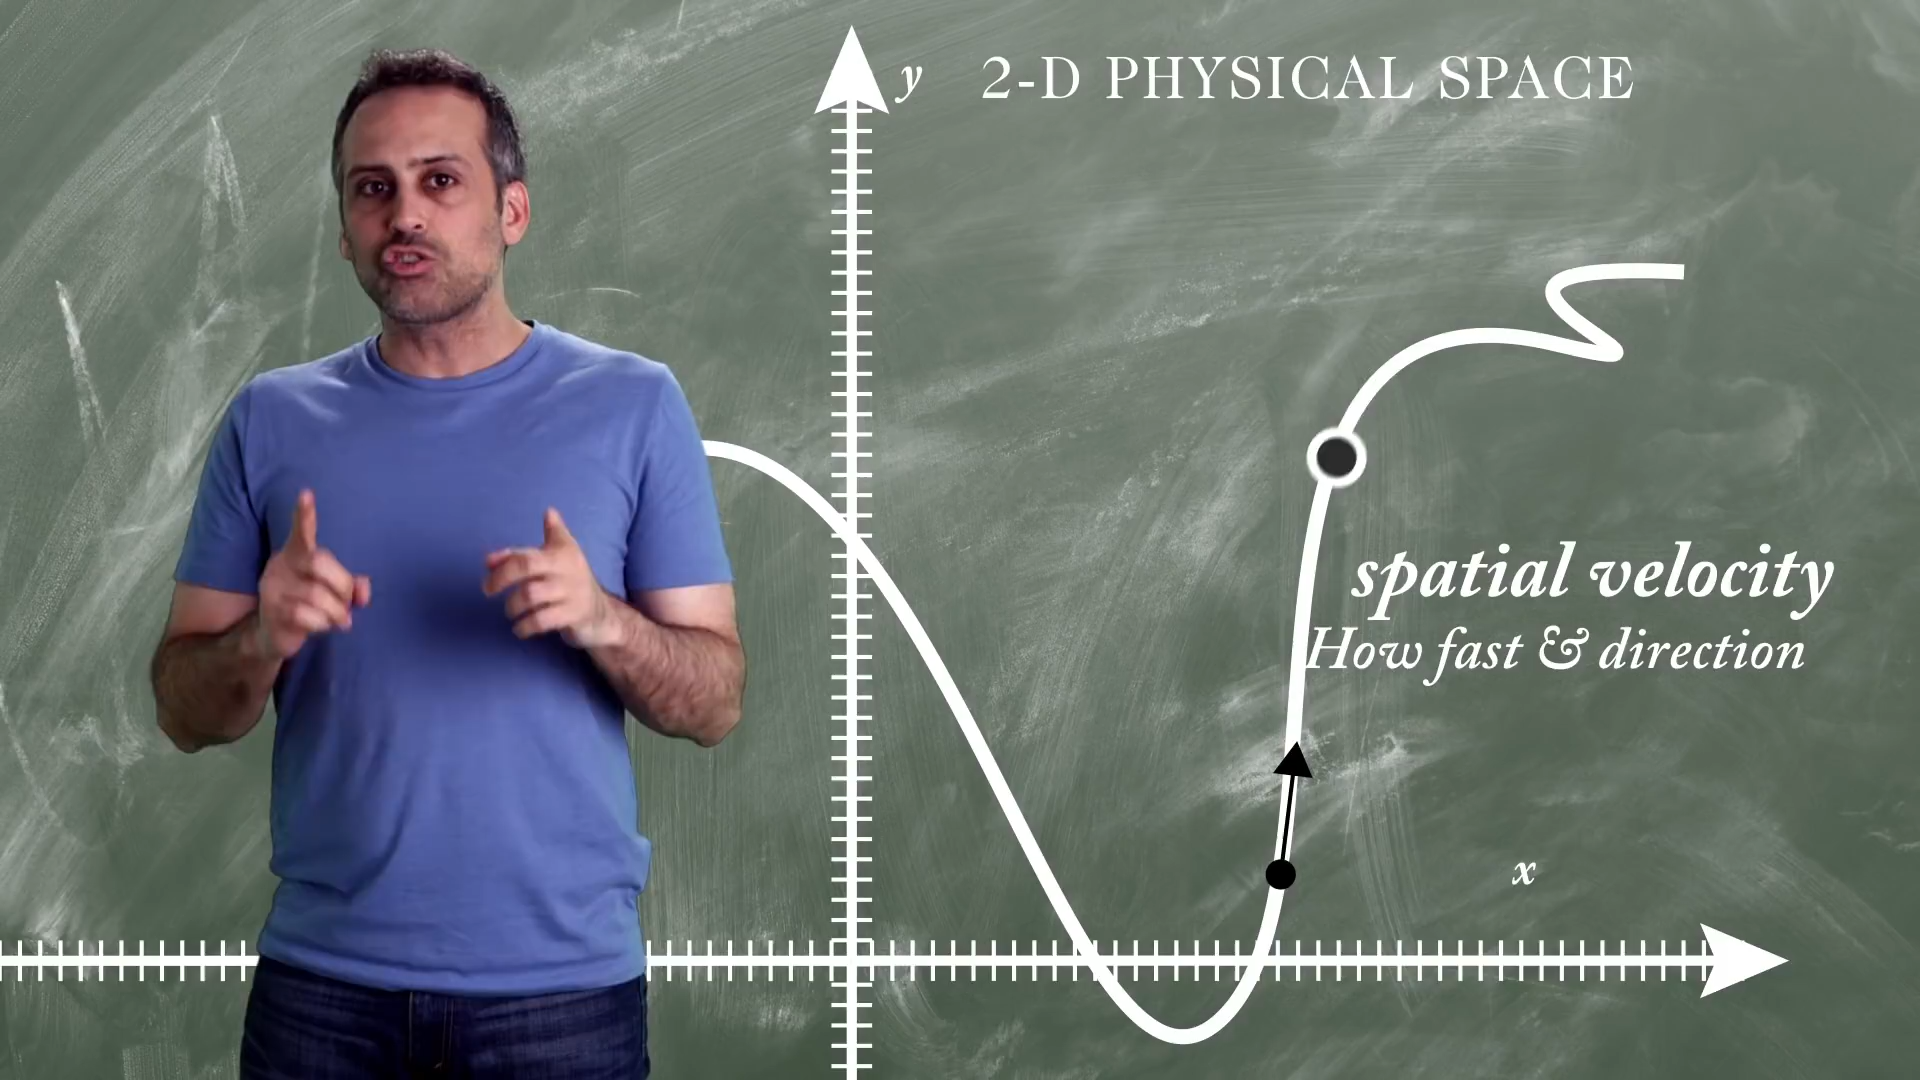 y
2-D PHYSICAL SPACE
spatial velocity
How fast & direction
x